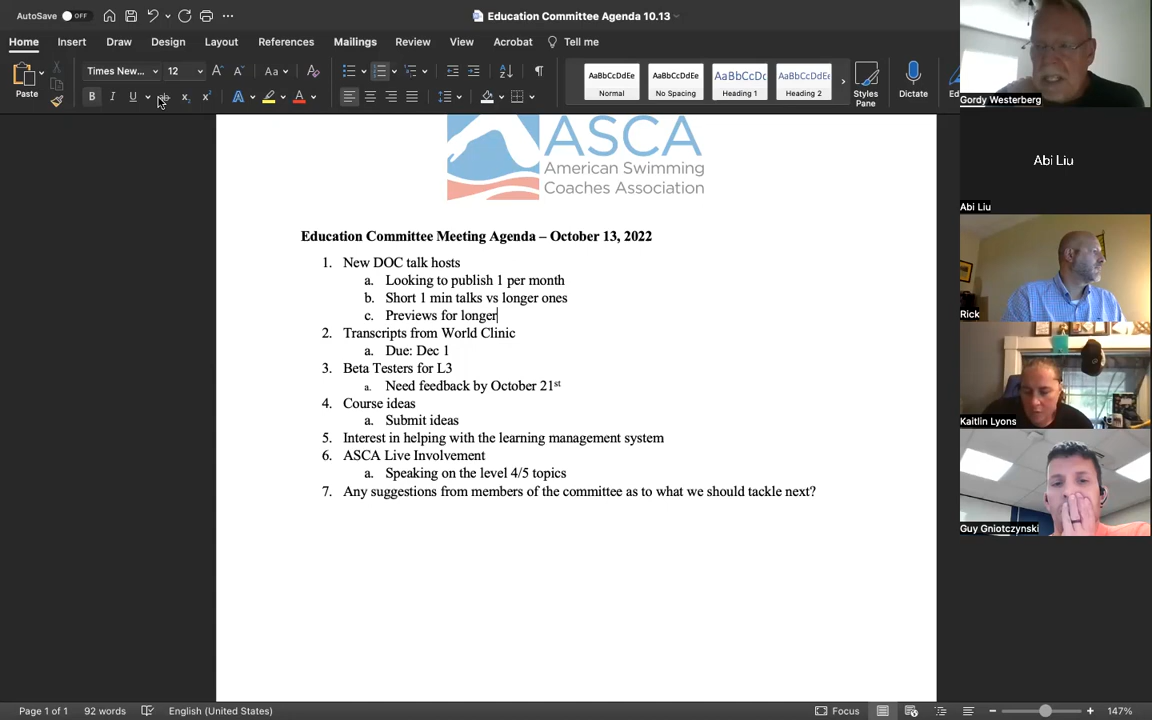 AutoSave OFF
Education Committee Agenda 10.13
Home Insert Draw Design Layout References Mailings Review View Acrobat Tell me
Paste
Times New... 12
Aa
AaBbCcDdEe AaBbCcDdEe AaBbCcDc AaBbCcDdEe
Normal No Spacing Heading 1 Heading 2
Styles Pane
Dictate
ASCA
American Swimming
Coaches Association
Education Committee Meeting Agenda – October 13, 2022
1. New DOC talk hosts
a. Looking to publish 1 per month
b. Short 1 min talks vs longer ones
c. Previews for longer
2. Transcripts from World Clinic
a. Due: Dec 1
3. Beta Testers for L3
a. Need feedback by October 21st
4. Course ideas
a. Submit ideas
5. Interest in helping with the learning management system
6. ASCA Live Involvement
a. Speaking on the level 4/5 topics
7. Any suggestions from members of the committee as to what we should tackle next?
Gordy Westerberg
Abi Liu
Abi Liu
Rick
Kaitlin Lyons
Guy Gniotczynski
Page 1 of 1 92 words English (United States) Focus 147%